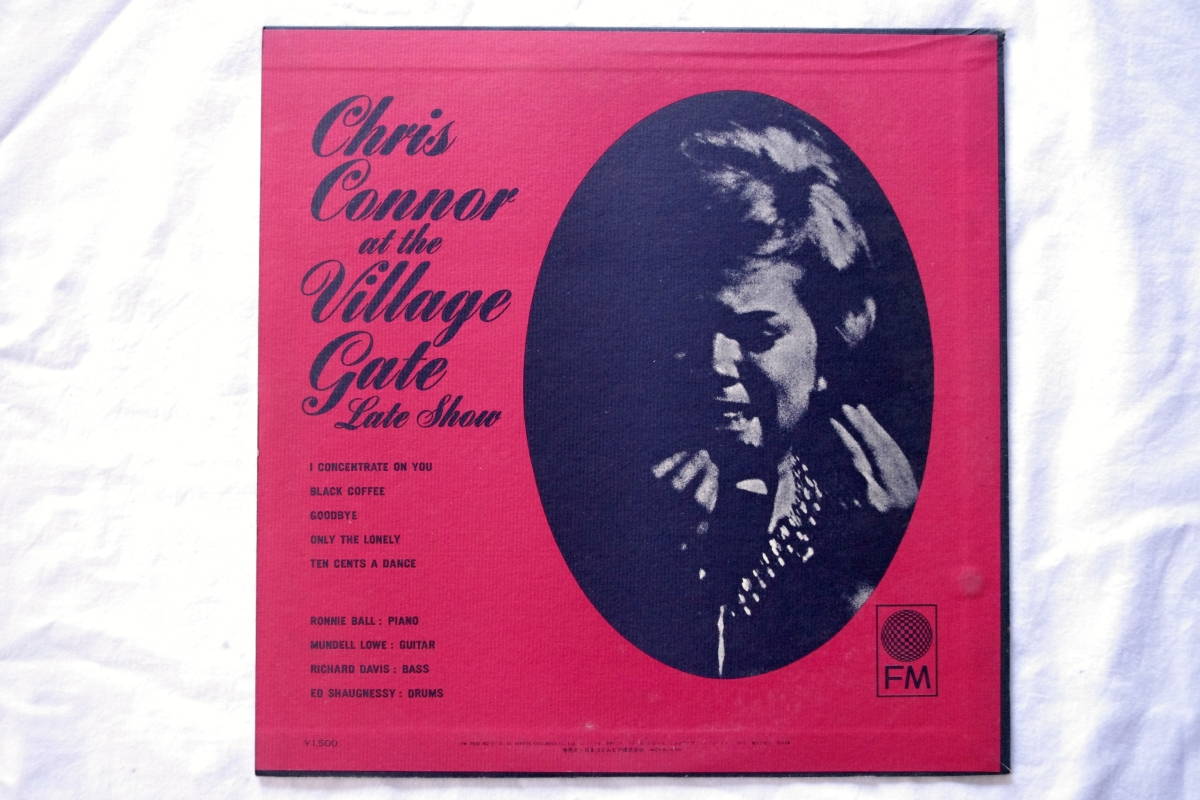 Chris
Connor
at the
Village
Gate
Late Show
I CONCENTRATE ON YOU
BLACK COFFEE
GOODBYE
ONLY THE LONELY
TEN CENTS A DANCE
RONNIE BALL : PIANO
MUNDELL LOWE : GUITAR
RICHARD DAVIS : BASS
ED SHAUGNESSY : DRUMS
FM
¥1,500